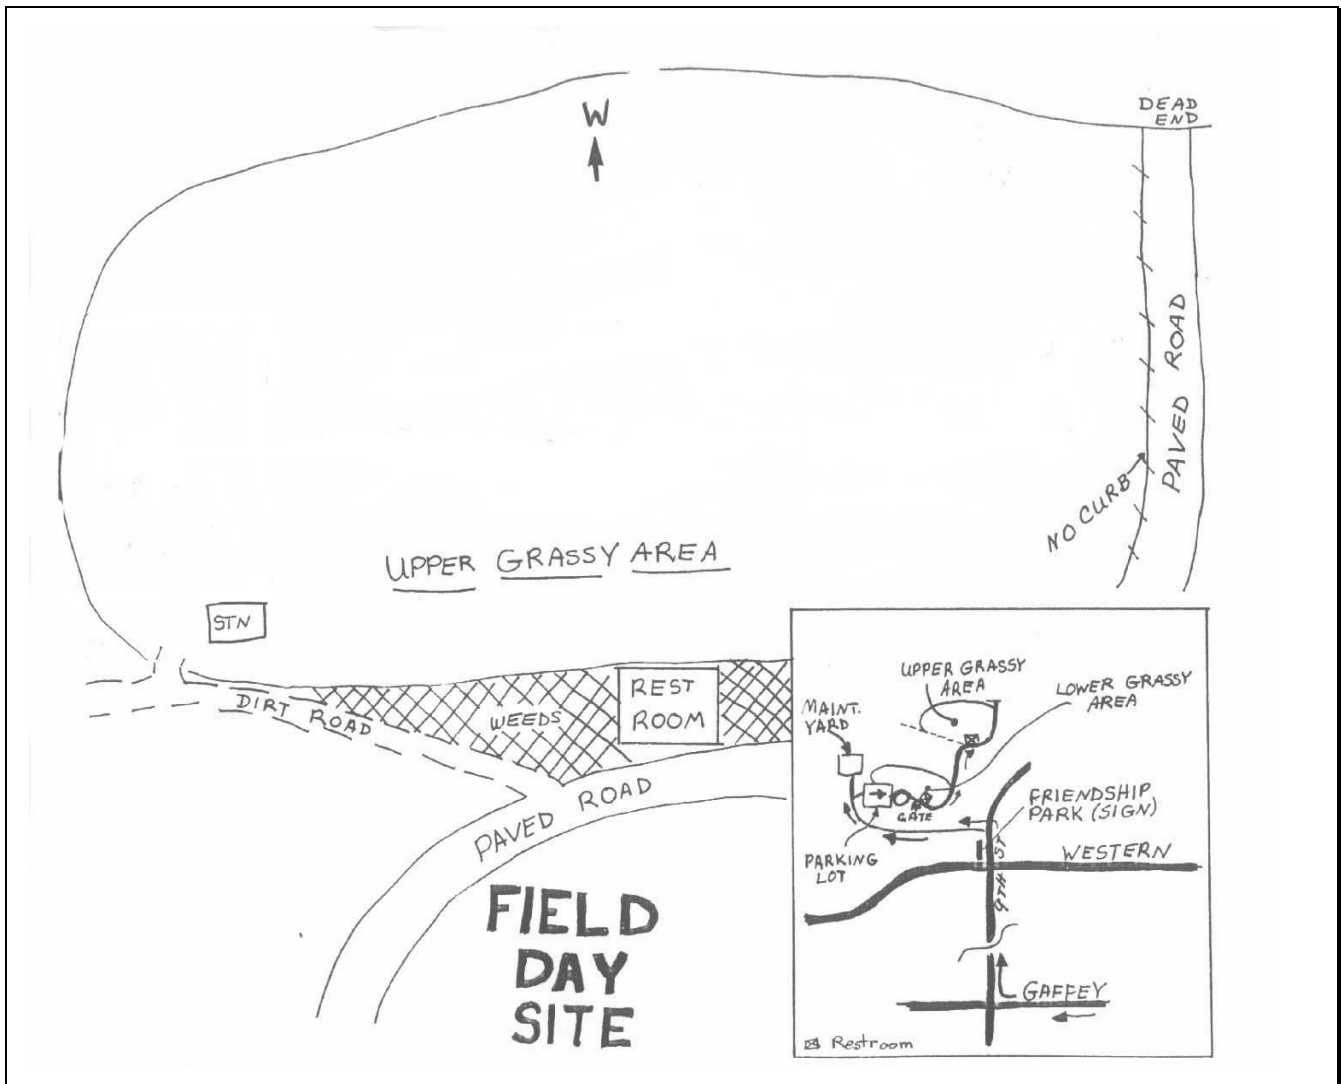 DEAD
END
W
PAVED ROAD
NO CURB
UPPER GRASSY AREA
STN
REST
ROOM
WEEDS
DIRT ROAD
PAVED ROAD
FIELD
DAY
SITE
UPPER GRASSY
AREA
LOWER GRASSY
AREA
MAINT.
YARD
GATE
FRIENDSHIP
PARK (SIGN)
PARKING
LOT
WESTERN
9TH ST
GAFFEY
Restroom